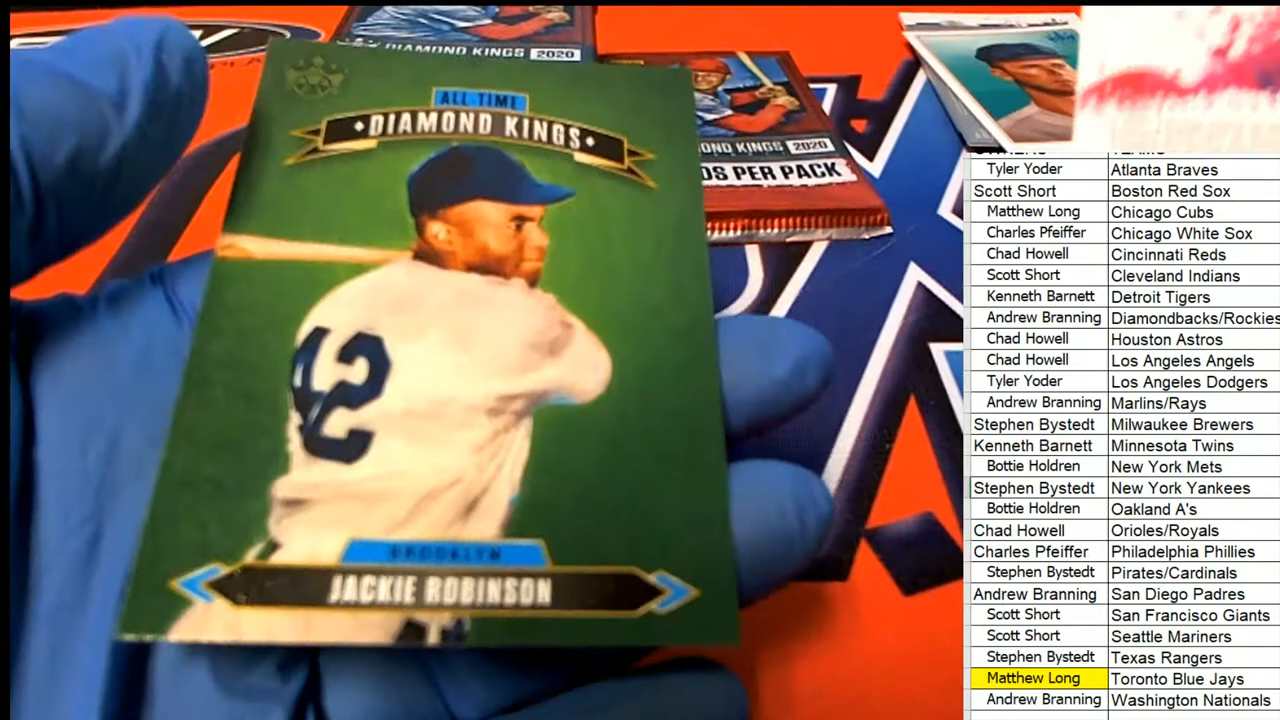 DIAMOND KINGS 2020
ALL TIME
DIAMOND KINGS
OND KINGS 2020
DS PER PACK
42
BROOKLYN
JACKIE ROBINSON
Tyler Yoder Atlanta Braves
Scott Short Boston Red Sox
Matthew Long Chicago Cubs
Charles Pfeiffer Chicago White Sox
Chad Howell Cincinnati Reds
Scott Short Cleveland Indians
Kenneth Barnett Detroit Tigers
Andrew Branning Diamondbacks/Rockies
Chad Howell Houston Astros
Chad Howell Los Angeles Angels
Tyler Yoder Los Angeles Dodgers
Andrew Branning Marlins/Rays
Stephen Bystedt Milwaukee Brewers
Kenneth Barnett Minnesota Twins
Bottie Holdren New York Mets
Stephen Bystedt New York Yankees
Bottie Holdren Oakland A's
Chad Howell Orioles/Royals
Charles Pfeiffer Philadelphia Phillies
Stephen Bystedt Pirates/Cardinals
Andrew Branning San Diego Padres
Scott Short San Francisco Giants
Scott Short Seattle Mariners
Stephen Bystedt Texas Rangers
Matthew Long Toronto Blue Jays
Andrew Branning Washington Nationals